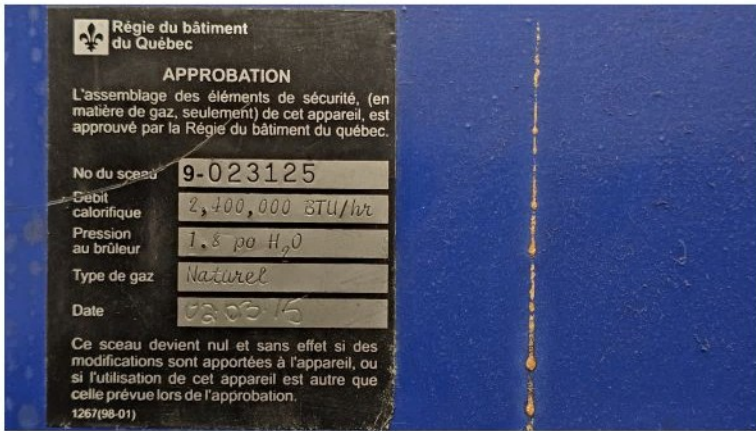 Régie du bâtiment
du Québec
APPROBATION
L'assemblage des éléments de sécurité, (en
matière de gaz, seulement) de cet appareil, est
approuvé par la Régie du bâtiment du québec.
No du sceau 9-023125
Débit
calorifique 2,400,000 BTU/hr
Pression
au brûleur 1.8 po H₂O
Type de gaz Naturel
Date
Ce sceau devient nul et sans effet si des
modifications sont apportées à l'appareil, ou
si l'utilisation de cet appareil est autre que
celle prévue lors de l'approbation.
1267(98-01)